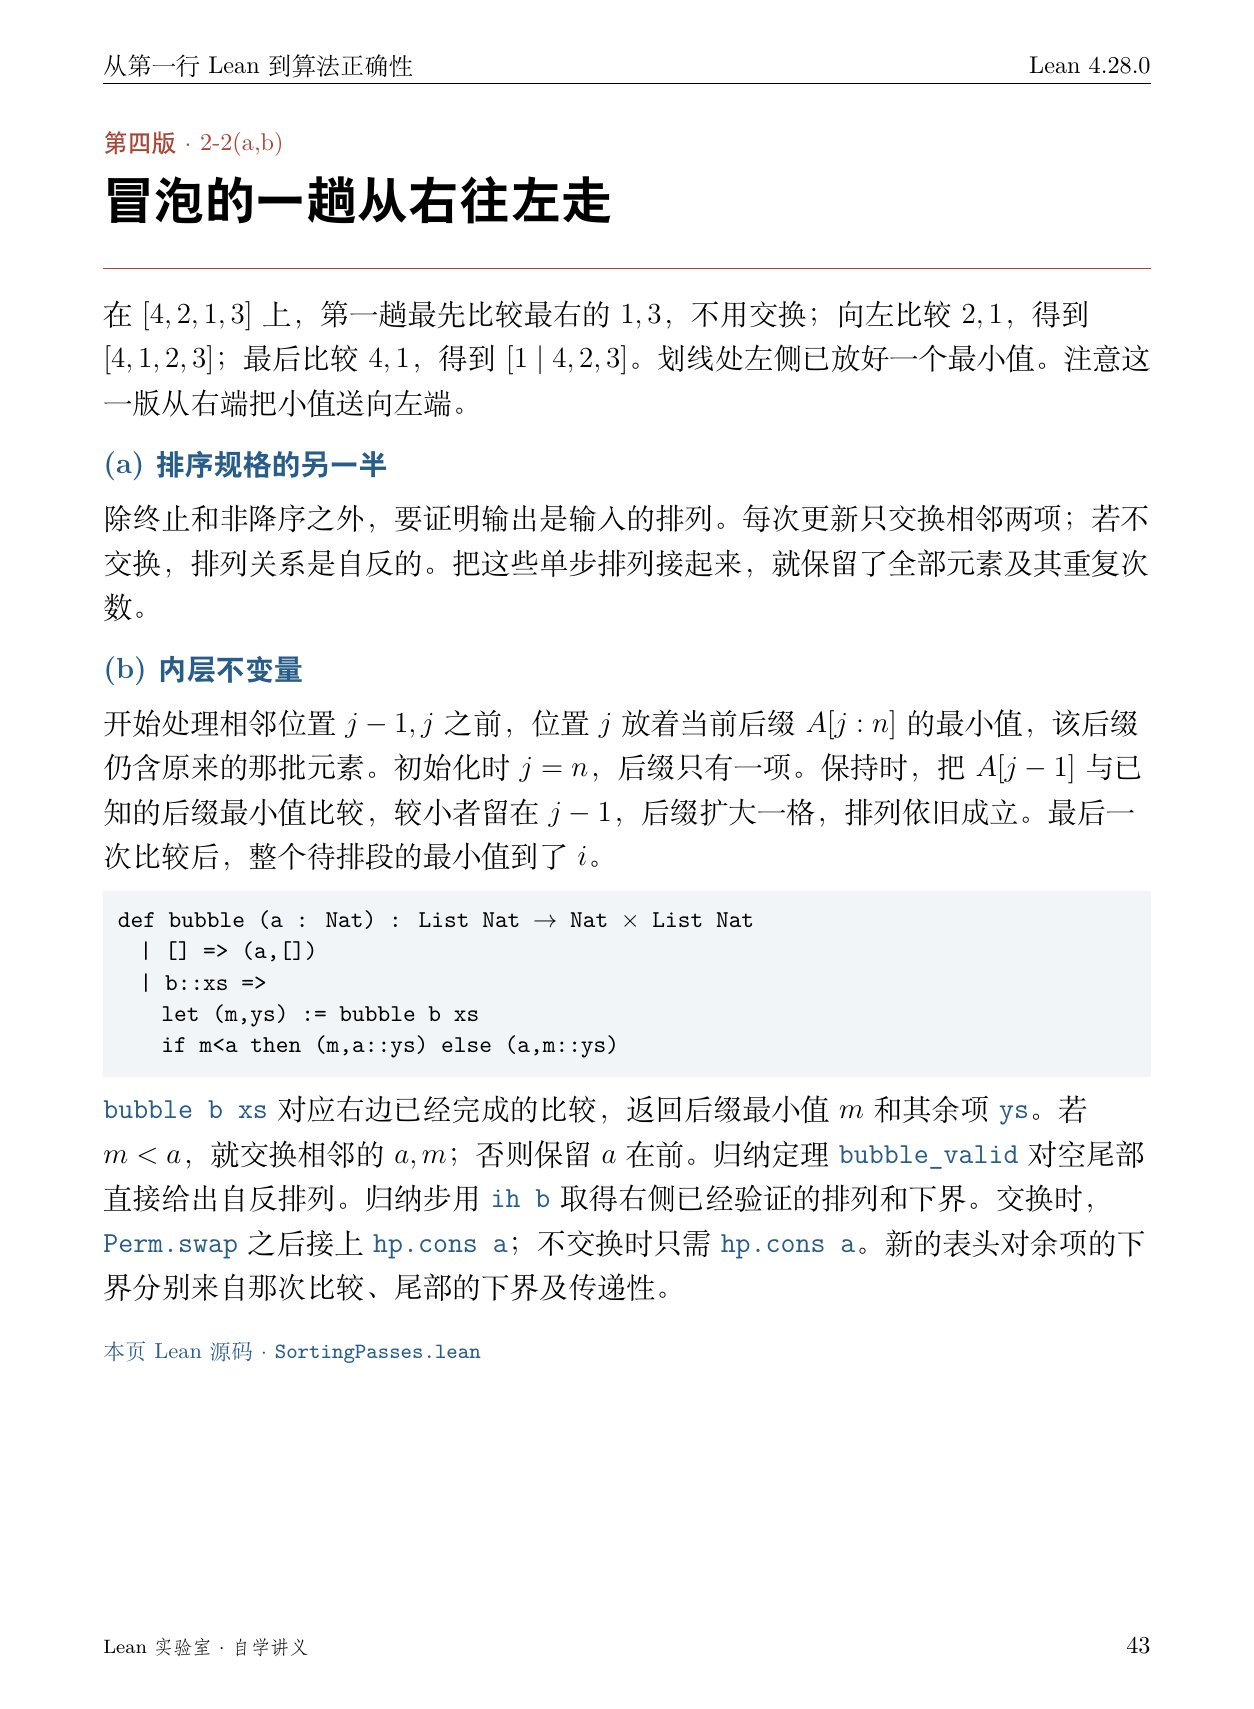 从第一行 Lean 到算法正确性
Lean 4.28.0
第四版 · 2-2(a,b)
冒泡的一趟从右往左走
在 [4, 2, 1, 3] 上，第一趟最先比较最右的 1, 3，不用交换；向左比较 2, 1，得到
[4, 1, 2, 3]；最后比较 4, 1，得到 [1 | 4, 2, 3]。划线处左侧已放好一个最小值。注意这
一版从右端把小值送向左端。
(a) 排序规格的另一半
除终止和非降序之外，要证明输出是输入的排列。每次更新只交换相邻两项；若不
交换，排列关系是自反的。把这些单步排列接起来，就保留了全部元素及其重复次
数。
(b) 内层不变量
开始处理相邻位置 j − 1, j 之前，位置 j 放着当前后缀 A[j : n] 的最小值，该后缀
仍含原来的那批元素。初始化时 j = n，后缀只有一项。保持时，把 A[j − 1] 与已
知的后缀最小值比较，较小者留在 j − 1，后缀扩大一格，排列依旧成立。最后一
次比较后，整个待排段的最小值到了 i。
def bubble (a : Nat) : List Nat → Nat × List Nat
  | [] => (a,[])
  | b::xs =>
    let (m,ys) := bubble b xs
    if m<a then (m,a::ys) else (a,m::ys)
bubble b xs 对应右边已经完成的比较，返回后缀最小值 m 和其余项 ys。若
m < a，就交换相邻的 a, m；否则保留 a 在前。归纳定理 bubble_valid 对空尾部
直接给出自反排列。归纳步用 ih b 取得右侧已经验证的排列和下界。交换时，
Perm.swap 之后接上 hp.cons a；不交换时只需 hp.cons a。新的表头对余项的下
界分别来自那次比较、尾部的下界及传递性。
本页 Lean 源码 · SortingPasses.lean
Lean 实验室 · 自学讲义
43